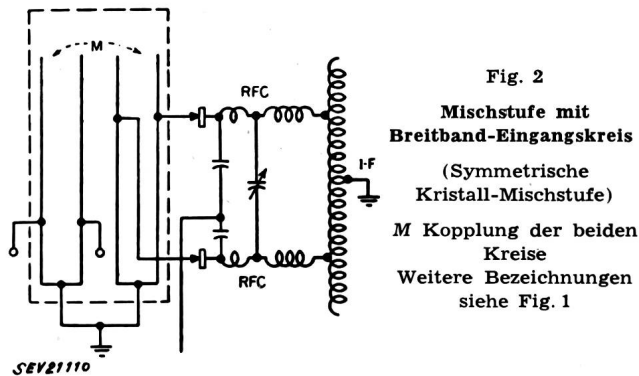 M
RFC
I-F
RFC
SEV21110
Fig. 2
Mischstufe mit
Breitband-Eingangskreis
(Symmetrische
Kristall-Mischstufe)
M Kopplung der beiden
Kreise
Weitere Bezeichnungen
siehe Fig. 1